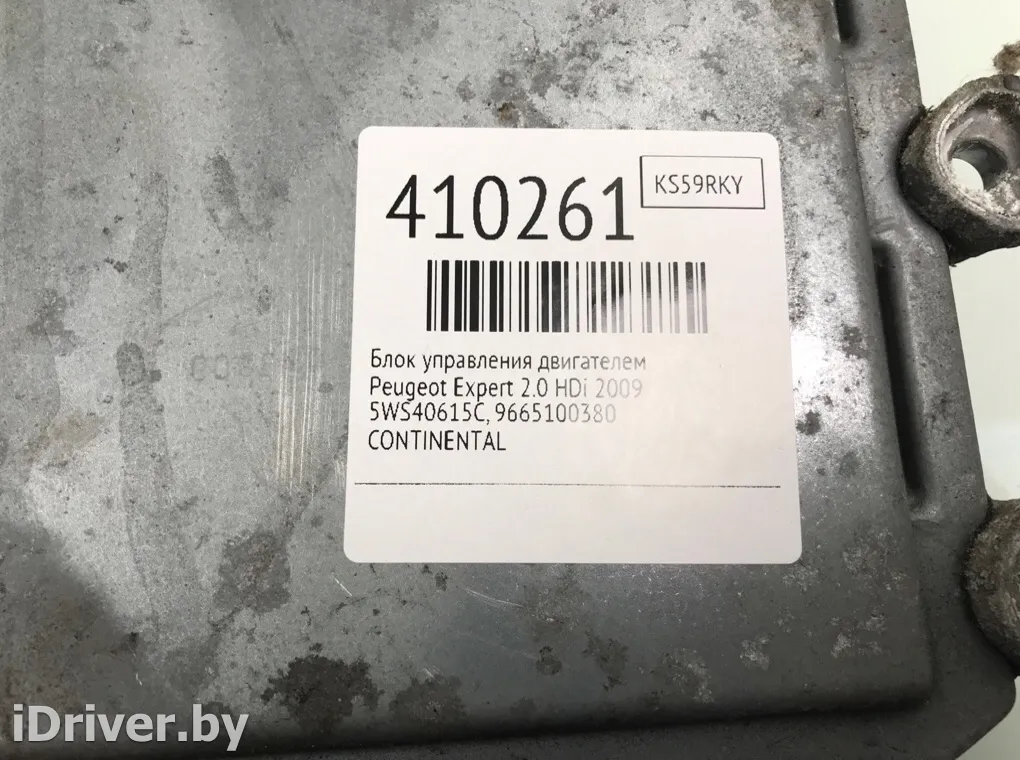 410261
KS59RKY
Блок управления двигателем
Peugeot Expert 2.0 HDi 2009
5WS40615C, 9665100380
CONTINENTAL
iDriver.by